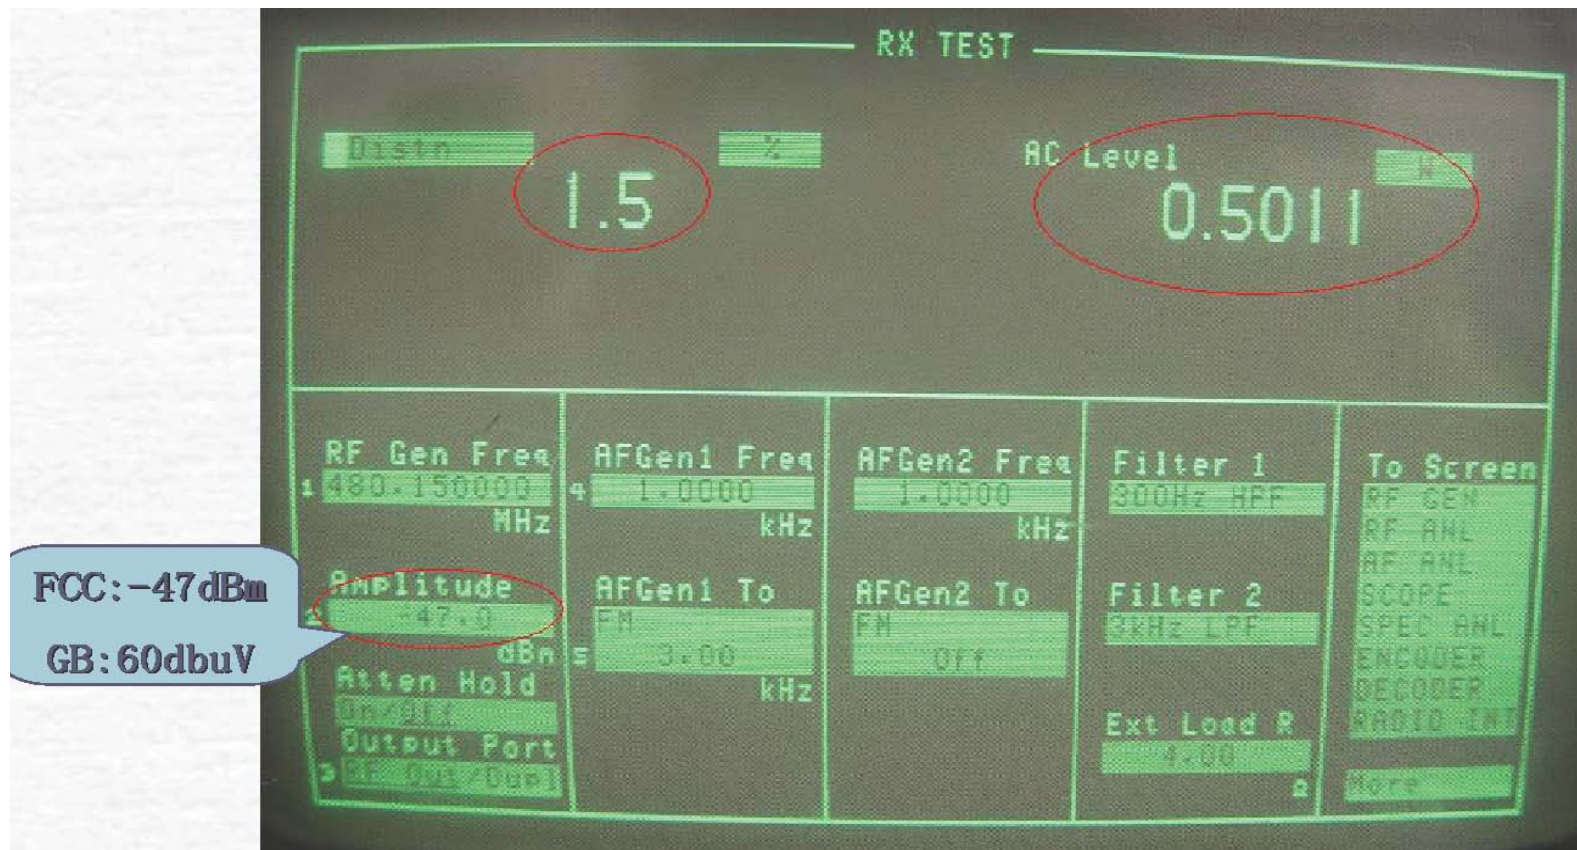 RX TEST
Distn
%
1.5
AC Level
W
0.5011
RF Gen Freq
1 480.150000
MHz
Amplitude
2 -47.0
dBm
Atten Hold
On/Off
Output Port
3 RF Out/Dupl
AFGen1 Freq
4 1.0000
kHz
AFGen1 To
FM
5 3.00
kHz
AFGen2 Freq
1.0000
kHz
AFGen2 To
FM
Off
Filter 1
300Hz HPF
Filter 2
3kHz LPF
Ext Load R
4.00
Ω
To Screen
RF GEN
RF ANL
AF ANL
SCOPE
SPEC ANL
ENCODER
DECODER
RADIO INT
More
FCC:-47dBm
GB:60dbuV